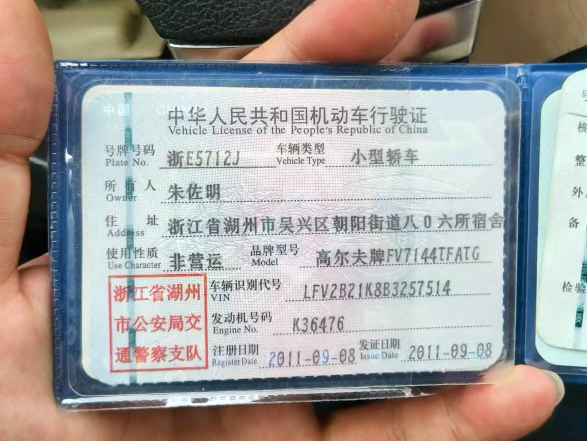 中华人民共和国机动车行驶证
Vehicle License of the People's Republic of China
号牌号码 浙E5712J 车辆类型 小型轿车
Plate No. Vehicle Type
所有人 朱佐明
Owner
住址 浙江省湖州市吴兴区朝阳街道八0六所宿舍
Address
使用性质 非营运 品牌型号 高尔夫牌FV7144TFATG
Use Character Model
浙江省湖州
市公安局交
通警察支队
车辆识别代号 LFV2B21K8B3257514
VIN
发动机号码 K36476
Engine No.
注册日期 2011-09-08 发证日期 2011-09-08
Register Date Issue Date
号
核
整
外
备
检验